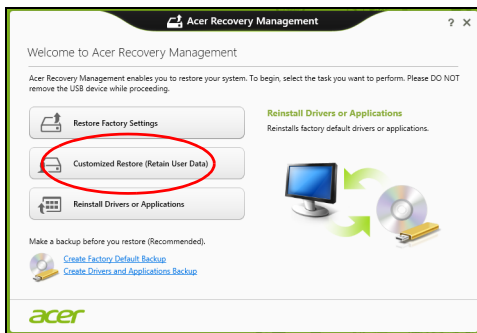 Acer Recovery Management
? X
Welcome to Acer Recovery Management
Acer Recovery Management enables you to restore your system. To begin, select the task you want to perform. Please DO NOT
remove the USB device while proceeding.
Restore Factory Settings
Customized Restore (Retain User Data)
Reinstall Drivers or Applications
Reinstall Drivers or Applications
Reinstalls factory default drivers or applications.
Make a backup before you restore (Recommended).
Create Factory Default Backup
Create Drivers and Applications Backup
acer